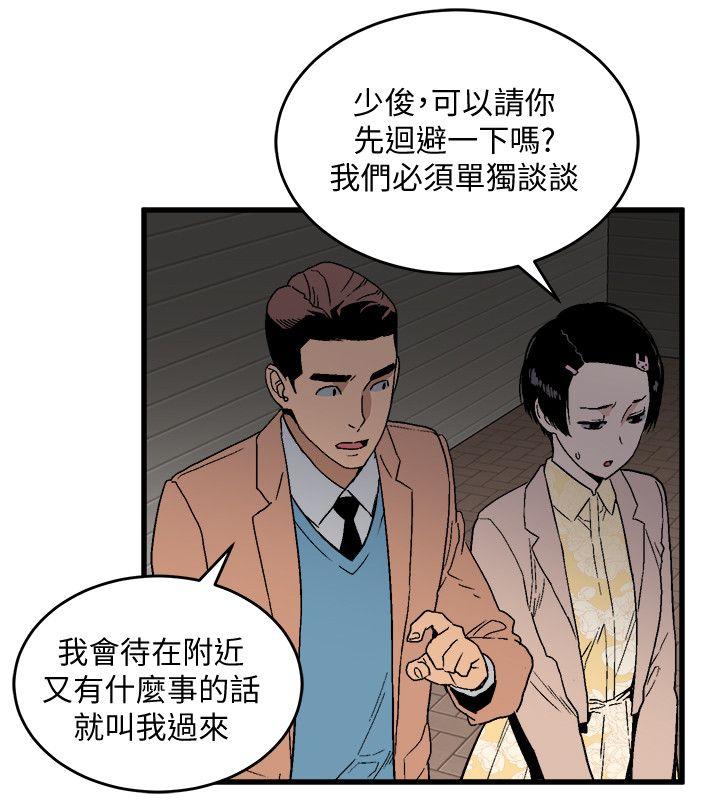 少俊，可以請你
先迴避一下嗎?
我們必須單獨談談
我會待在附近
又有什麼事的話
就叫我過來